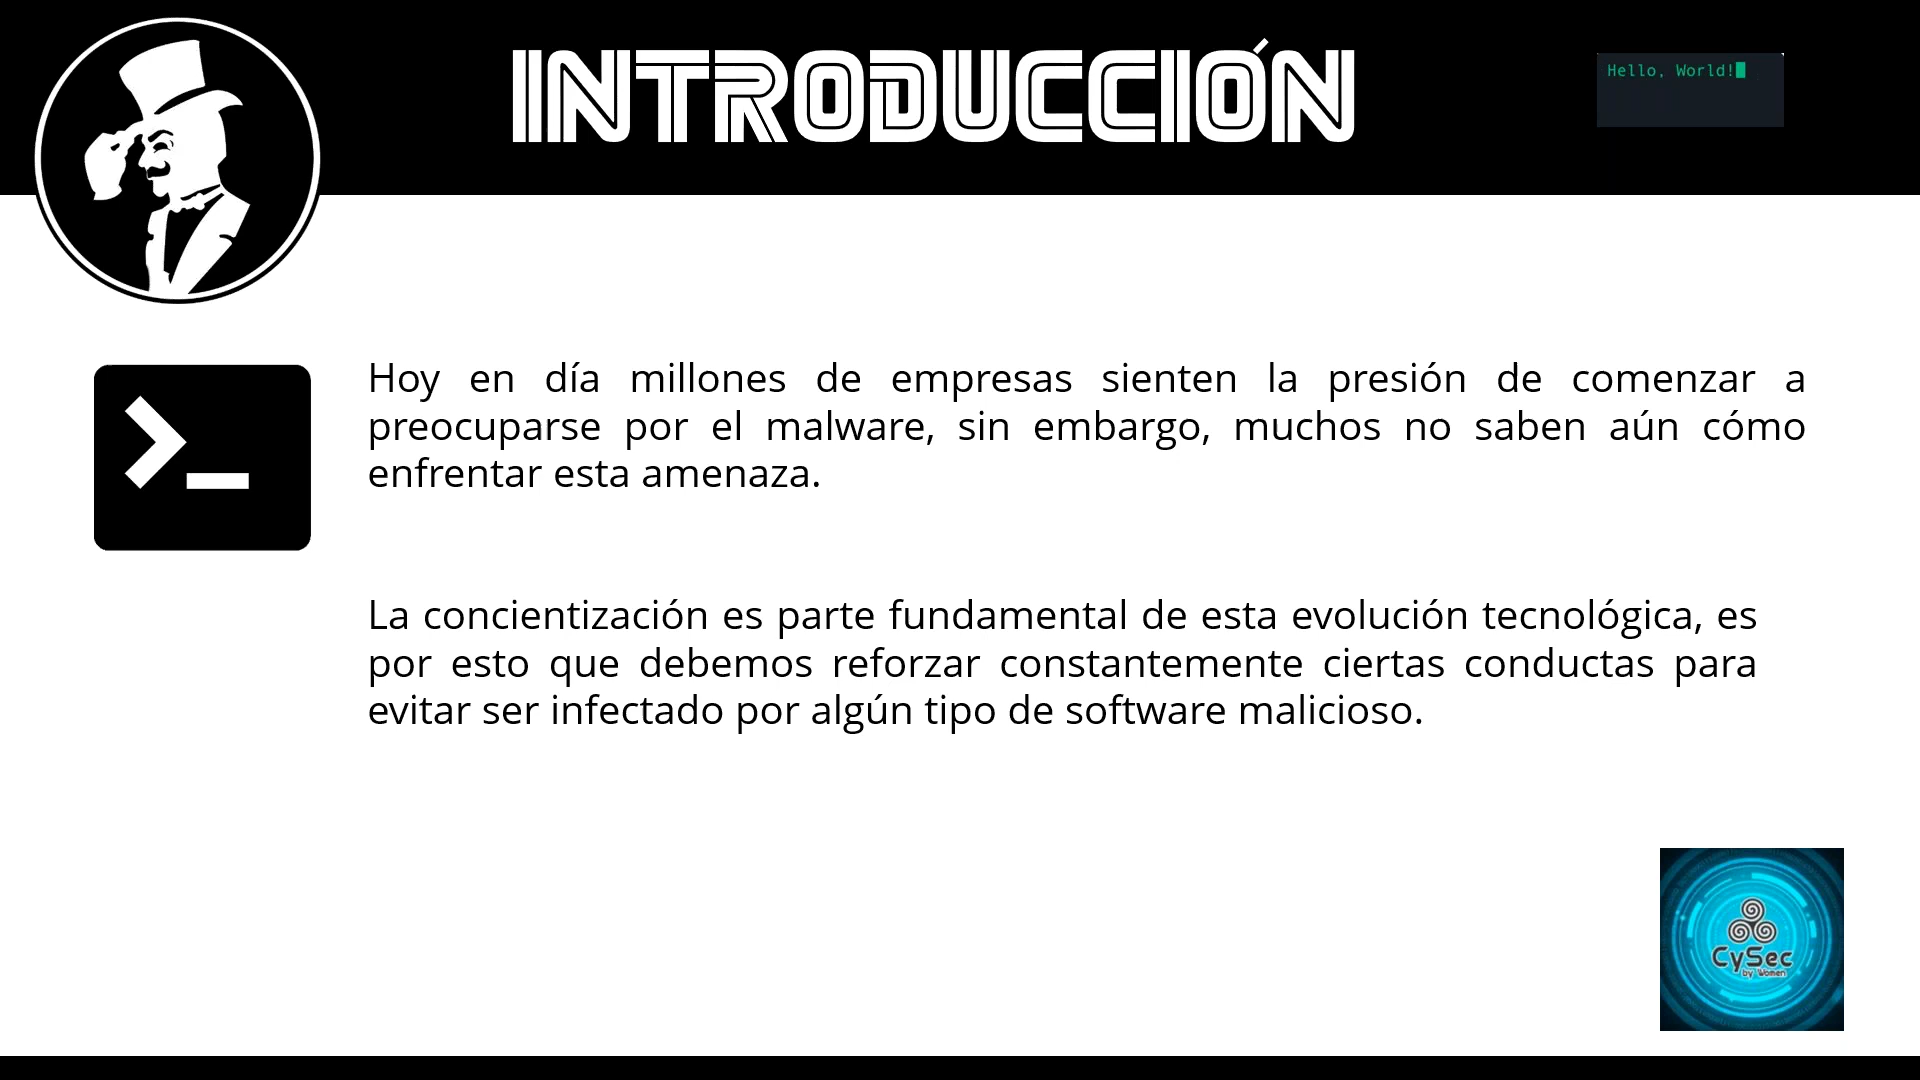 INTRODUCCIÓN
Hello, World!
>_
Hoy en día millones de empresas sienten la presión de comenzar a
preocuparse por el malware, sin embargo, muchos no saben aún cómo
enfrentar esta amenaza.
La concientización es parte fundamental de esta evolución tecnológica, es
por esto que debemos reforzar constantemente ciertas conductas para
evitar ser infectado por algún tipo de software malicioso.
CySec
by Women